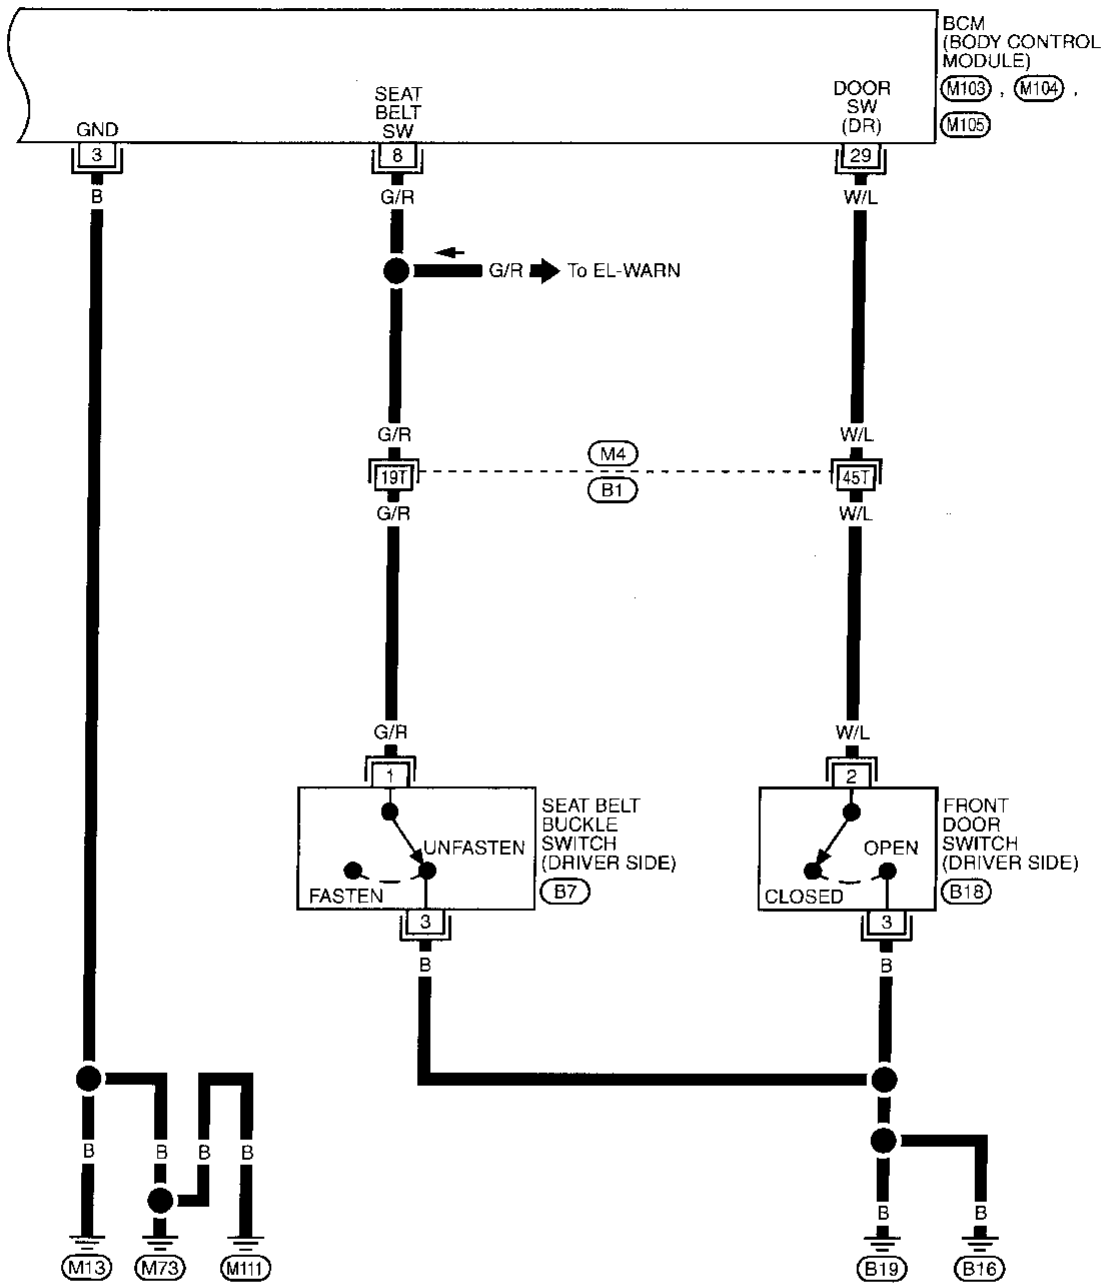 BCM
(BODY CONTROL
MODULE)
M103 , M104 ,
M105
GND
SEAT
BELT
SW
DOOR
SW
(DR)
3
8
29
B
G/R
W/L
G/R To EL-WARN
G/R
W/L
M4
19T
45T
B1
G/R
W/L
G/R
W/L
1
2
SEAT BELT
BUCKLE
SWITCH
(DRIVER SIDE)
B7
UNFASTEN
FASTEN
FRONT
DOOR
SWITCH
(DRIVER SIDE)
B18
OPEN
CLOSED
3
3
B
B
B
B
B
B
B
B
M13
M73
M111
B19
B16